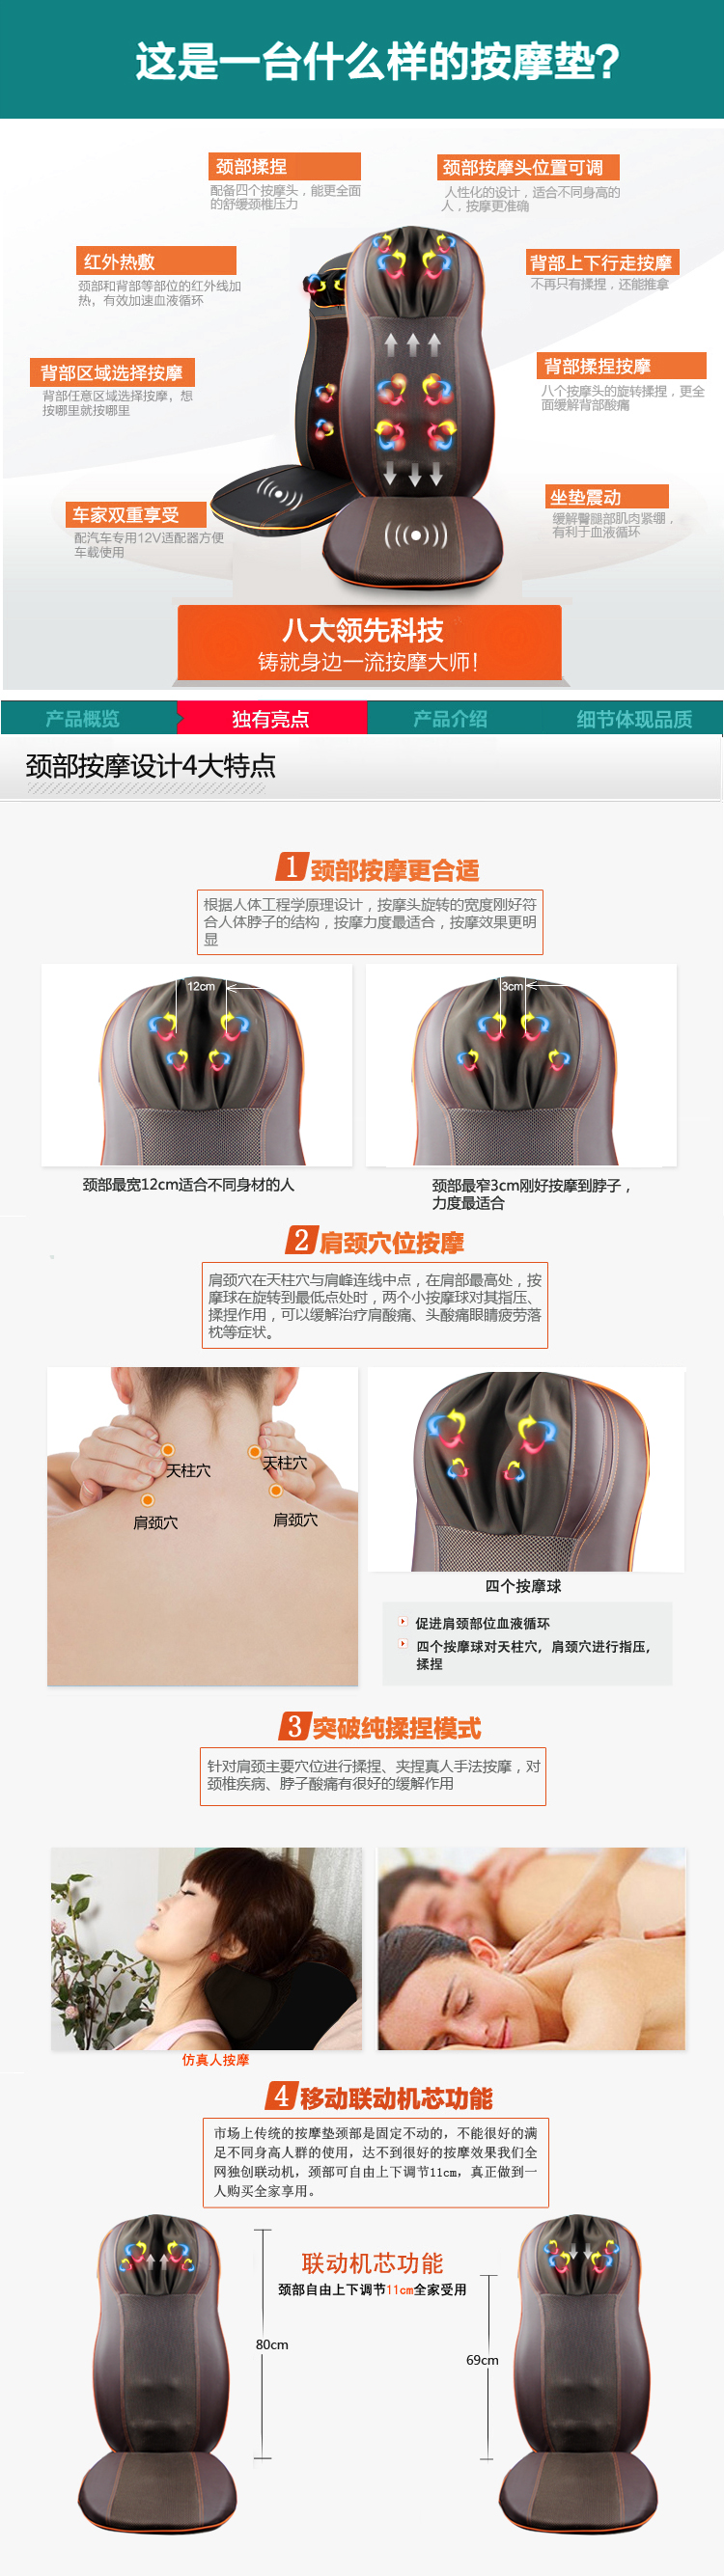 这是一台什么样的按摩垫?
颈部揉捏
配备四个按摩头，能更全面
的舒缓颈椎压力
颈部按摩头位置可调
人性化的设计，适合不同身高的
人，按摩更准确
红外热敷
颈部和背部等部位的红外线加
热，有效加速血液循环
背部上下行走按摩
不再只有揉捏，还能推拿
背部区域选择按摩
背部任意区域选择按摩，想
按哪里就按哪里
背部揉捏按摩
八个按摩头的旋转揉捏，更全
面缓解背部酸痛
车家双重享受
配汽车专用12V适配器方便
车载使用
坐垫震动
缓解臀腿部肌肉紧绷，
有利于血液循环
八大领先科技
铸就身边一流按摩大师!
产品概览
独有亮点
产品介绍
细节体现品质
颈部按摩设计4大特点
1 颈部按摩更合适
根据人体工程学原理设计，按摩头旋转的宽度刚好符
合人体脖子的结构，按摩力度最适合，按摩效果更明
显
12cm
3cm
颈部最宽12cm适合不同身材的人
颈部最窄3cm刚好按摩到脖子，
力度最适合
2 肩颈穴位按摩
肩颈穴在天柱穴与肩峰连线中点，在肩部最高处，按
摩球在旋转到最低点处时，两个小按摩球对其指压、
揉捏作用，可以缓解治疗肩酸痛、头酸痛眼睛疲劳落
枕等症状。
天柱穴
天柱穴
肩颈穴
肩颈穴
四个按摩球
促进肩颈部位血液循环
四个按摩球对天柱穴，肩颈穴进行指压，
揉捏
3 突破纯揉捏模式
针对肩颈主要穴位进行揉捏、夹捏真人手法按摩，对
颈椎疾病、脖子酸痛有很好的缓解作用
仿真人按摩
4 移动联动机芯功能
市场上传统的按摩垫颈部是固定不动的，不能很好的满
足不同身高人群的使用，达不到很好的按摩效果我们全
网独创联动机，颈部可自由上下调节11cm，真正做到一
人购买全家享用。
联动机芯功能
颈部自由上下调节11cm全家受用
80cm
69cm